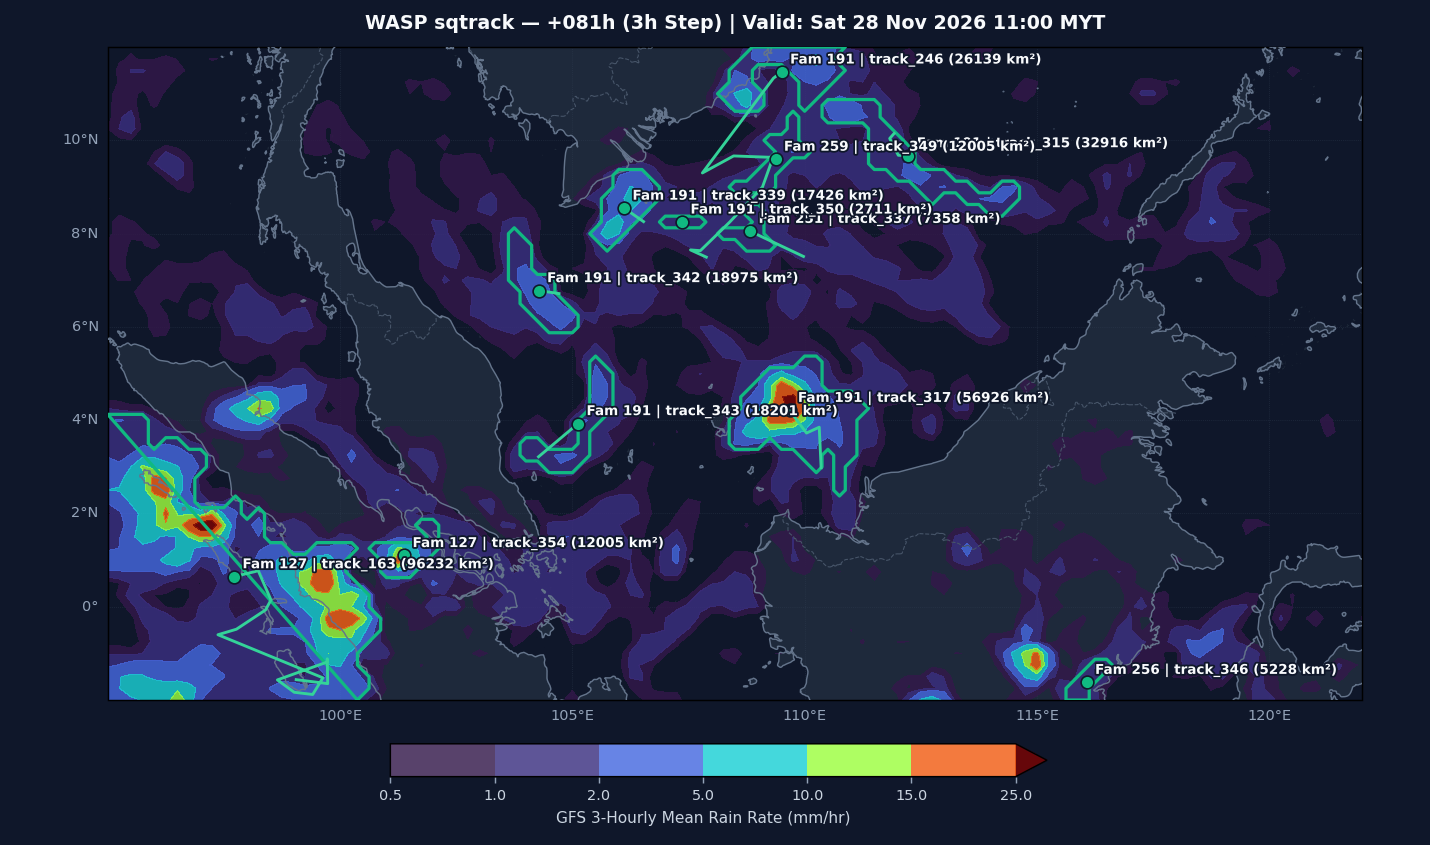 WASP sqtrack — +081h (3h Step) | Valid: Sat 28 Nov 2026 11:00 MYT
Fam 191 | track_246 (26139 km²)
10°N
_315 (32916 km²)
Fam 259 | track_349 (12005 km²)
Fam 191 | track_339 (17426 km²)
Fam 191 | track_350 (2711 km²)
track_337 (7358 km²)
8°N
Fam 191 | track_342 (18975 km²)
6°N
Fam 191 | track_317 (56926 km²)
Fam 191 | track_343 (18201 km²)
4°N
2°N
Fam 127 | track_354 (12005 km²)
Fam 127 | track_163 (96232 km²)
0°
Fam 256 | track_346 (5228 km²)
100°E 105°E 110°E 115°E 120°E
0.5 1.0 2.0 5.0 10.0 15.0 25.0
GFS 3-Hourly Mean Rain Rate (mm/hr)